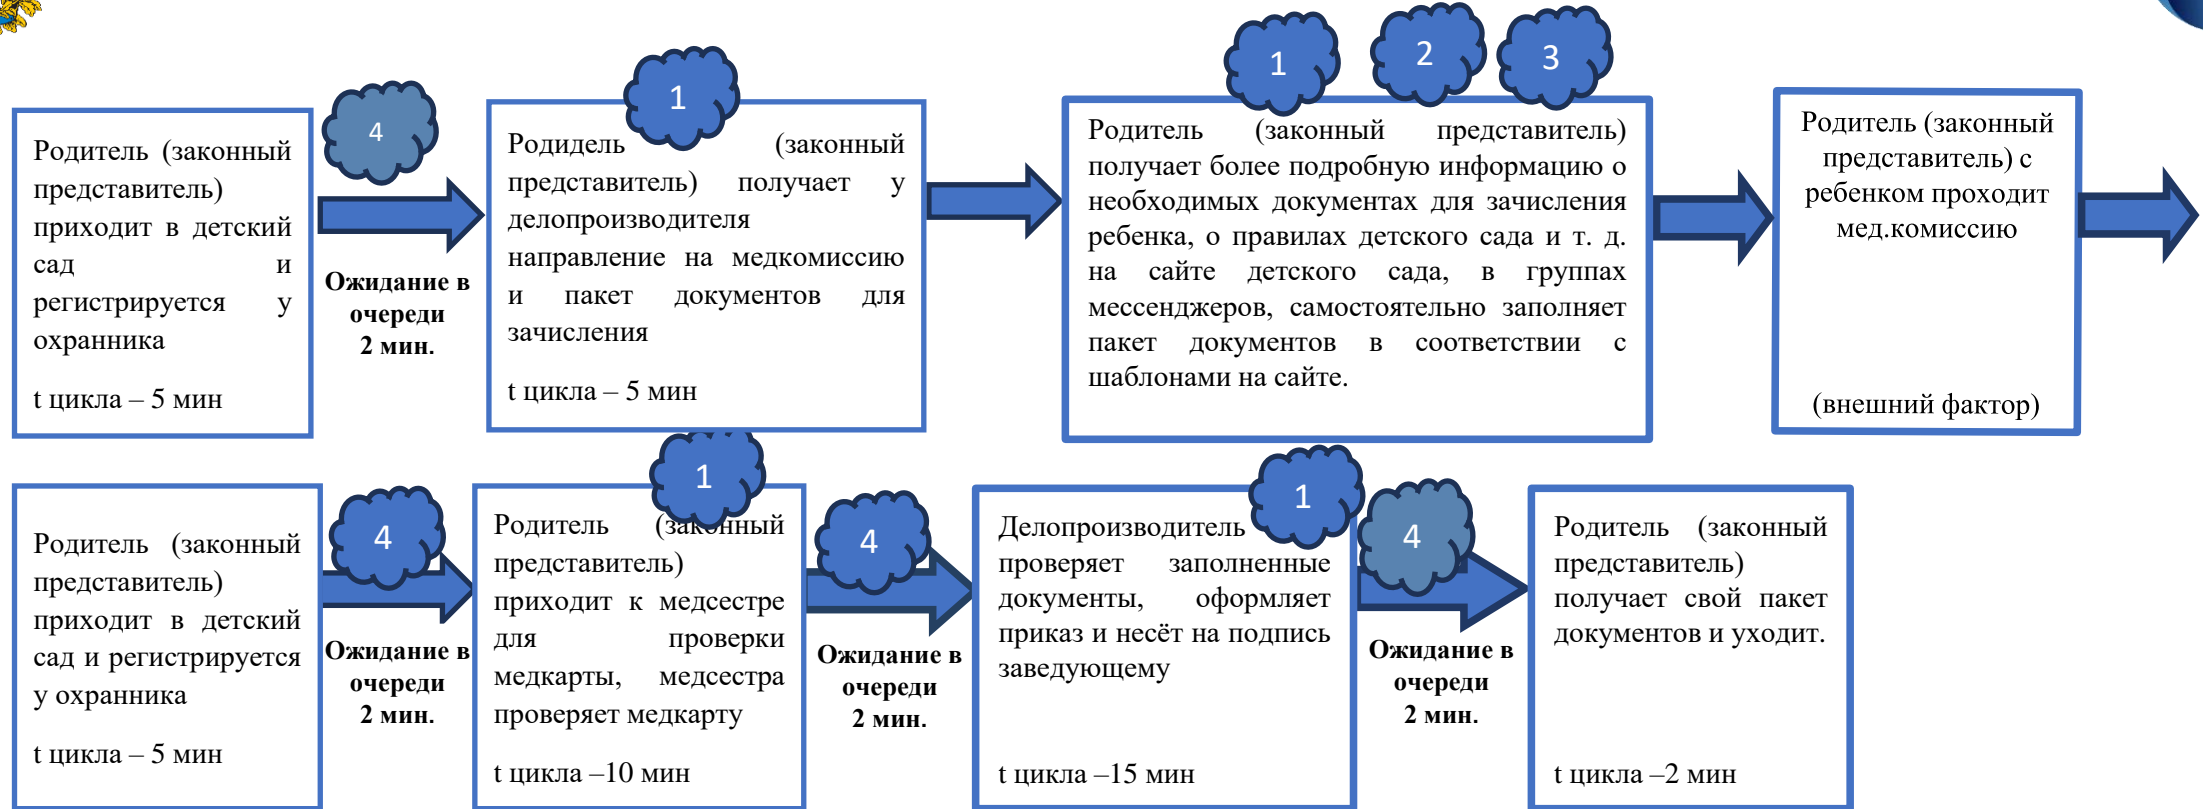 1
2
3
1
4
Родитель (законный
представитель)
приходит в детский
сад и
регистрируется у
охранника
t цикла – 5 мин
Ожидание в
очереди
2 мин.
Родидель (законный
представитель) получает у
делопроизводителя
направление на медкомиссию
и пакет документов для
зачисления
t цикла – 5 мин
Родитель (законный представитель)
получает более подробную информацию о
необходимых документах для зачисления
ребенка, о правилах детского сада и т. д.
на сайте детского сада, в группах
мессенджеров, самостоятельно заполняет
пакет документов в соответствии с
шаблонами на сайте.
Родитель (законный
представитель) с
ребенком проходит
мед.комиссию
(внешний фактор)
Родитель (законный
представитель)
приходит в детский
сад и регистрируется
у охранника
t цикла – 5 мин
4
Ожидание в
очереди
2 мин.
1
Родитель (законный
представитель)
приходит к медсестре
для проверки
медкарты, медсестра
проверяет медкарту
t цикла –10 мин
4
Ожидание в
очереди
2 мин.
1
Делопроизводитель
проверяет заполненные
документы, оформляет
приказ и несёт на подпись
заведующему
t цикла –15 мин
4
Ожидание в
очереди
2 мин.
Родитель (законный
представитель)
получает свой пакет
документов и уходит.
t цикла –2 мин